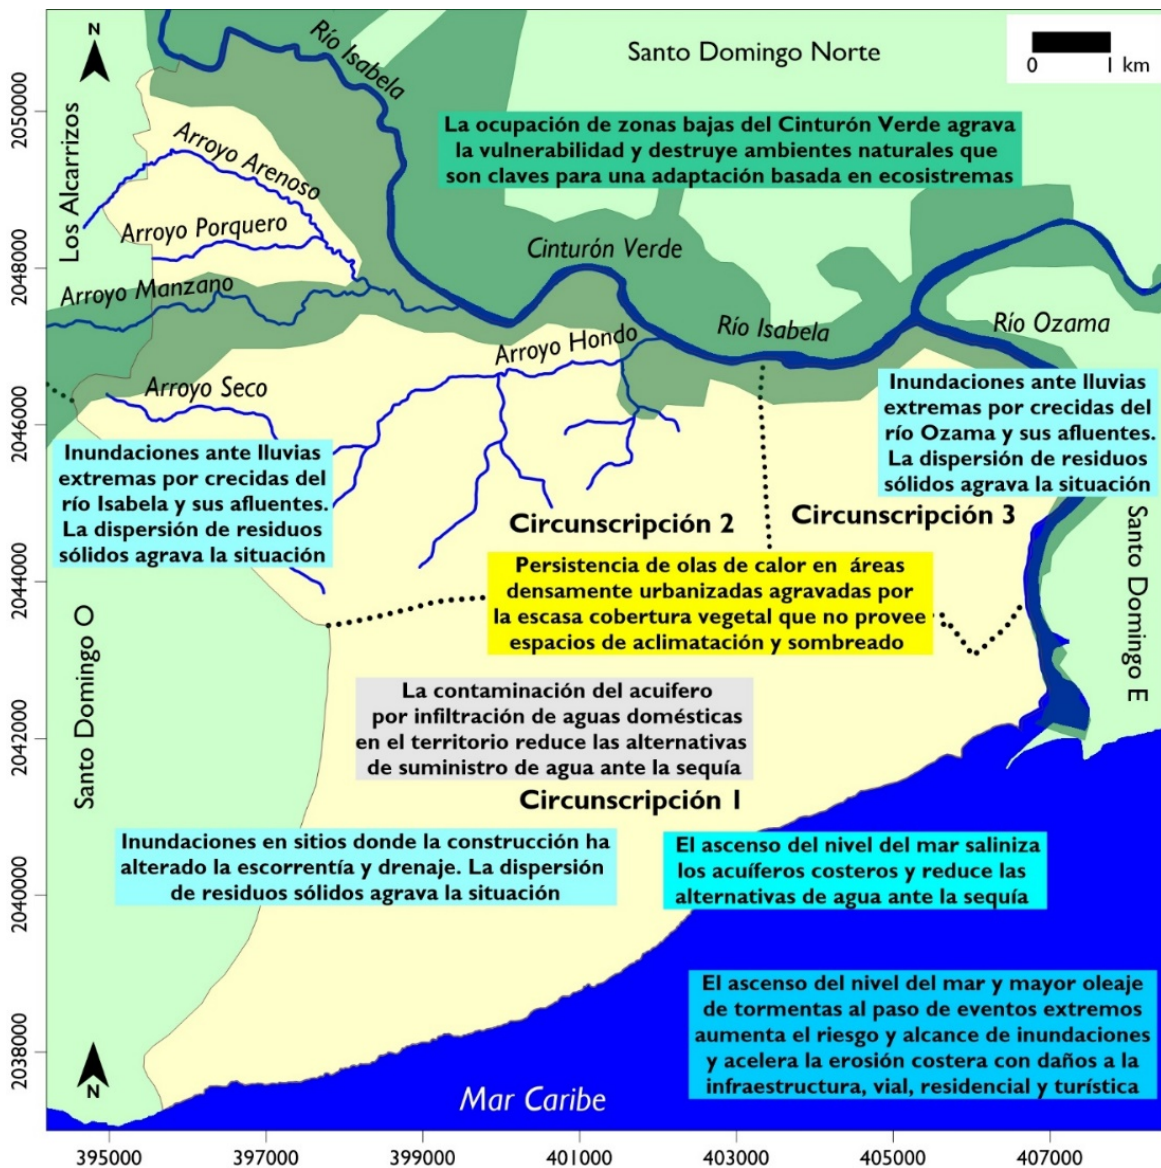 N
Río Isabela
Santo Domingo Norte
0 1 km
Los Alcarrizos
La ocupación de zonas bajas del Cinturón Verde agrava
la vulnerabilidad y destruye ambientes naturales que
son claves para una adaptación basada en ecosistremas
Arroyo Arenoso
Arroyo Porquero
Cinturón Verde
Arroyo Manzano
Río Isabela
Río Ozama
Arroyo Hondo
Arroyo Seco
Inundaciones ante lluvias
extremas por crecidas del
río Ozama y sus afluentes.
La dispersión de residuos
sólidos agrava la situación
Inundaciones ante lluvias
extremas por crecidas del
río Isabela y sus afluentes.
La dispersión de residuos
sólidos agrava la situación
Circunscripción 2
Circunscripción 3
Santo Domingo E
Persistencia de olas de calor en áreas
densamente urbanizadas agravadas por
la escasa cobertura vegetal que no provee
espacios de aclimatación y sombreado
Santo Domingo O
La contaminación del acuifero
por infiltración de aguas domésticas
en el territorio reduce las alternativas
de suministro de agua ante la sequía
Circunscripción 1
Inundaciones en sitios donde la construcción ha
alterado la escorrentía y drenaje. La dispersión
de residuos sólidos agrava la situación
El ascenso del nivel del mar saliniza
los acuíferos costeros y reduce las
alternativas de agua ante la sequía
El ascenso del nivel del mar y mayor oleaje
de tormentas al paso de eventos extremos
aumenta el riesgo y alcance de inundaciones
y acelera la erosión costera con daños a la
infraestructura, vial, residencial y turística
N
Mar Caribe
2050000
2048000
2046000
2044000
2042000
2040000
2038000
395000 397000 399000 401000 403000 405000 407000